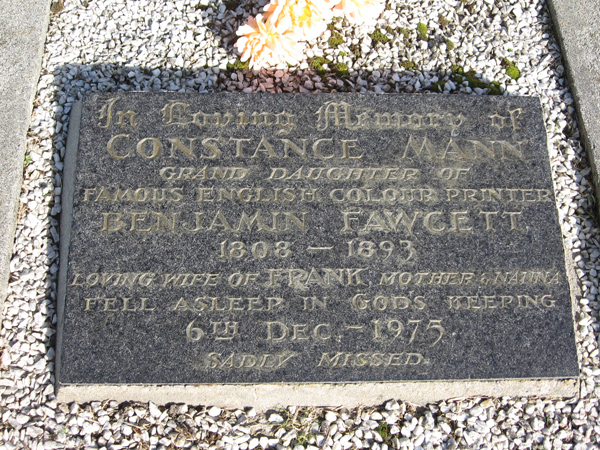 In Loving Memory of
CONSTANCE MANN
GRAND DAUGHTER OF
FAMOUS ENGLISH COLOUR PRINTER
BENJAMIN FAWCETT.
1808 – 1893
LOVING WIFE OF FRANK, MOTHER & NANNA
FELL ASLEEP IN GODS KEEPING
6TH DEC. – 1975.
SADLY MISSED.